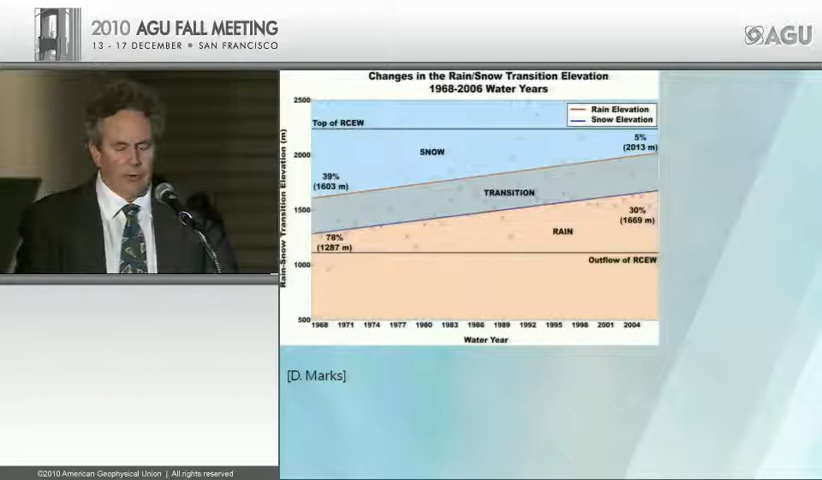 2010 AGU FALL MEETING
13 - 17 DECEMBER • SAN FRANCISCO
AGU
Changes in the Rain/Snow Transition Elevation
1968-2006 Water Years
2500
2000
1500
1000
500
Rain-Snow Transition Elevation (m)
Rain Elevation
Snow Elevation
Top of RCEW
SNOW
5%
(2013 m)
39%
(1603 m)
TRANSITION
30%
(1669 m)
RAIN
78%
(1287 m)
Outflow of RCEW
1968 1971 1974 1977 1980 1983 1986 1989 1992 1995 1998 2001 2004
Water Year
[D. Marks]
©2010 American Geophysical Union | All rights reserved